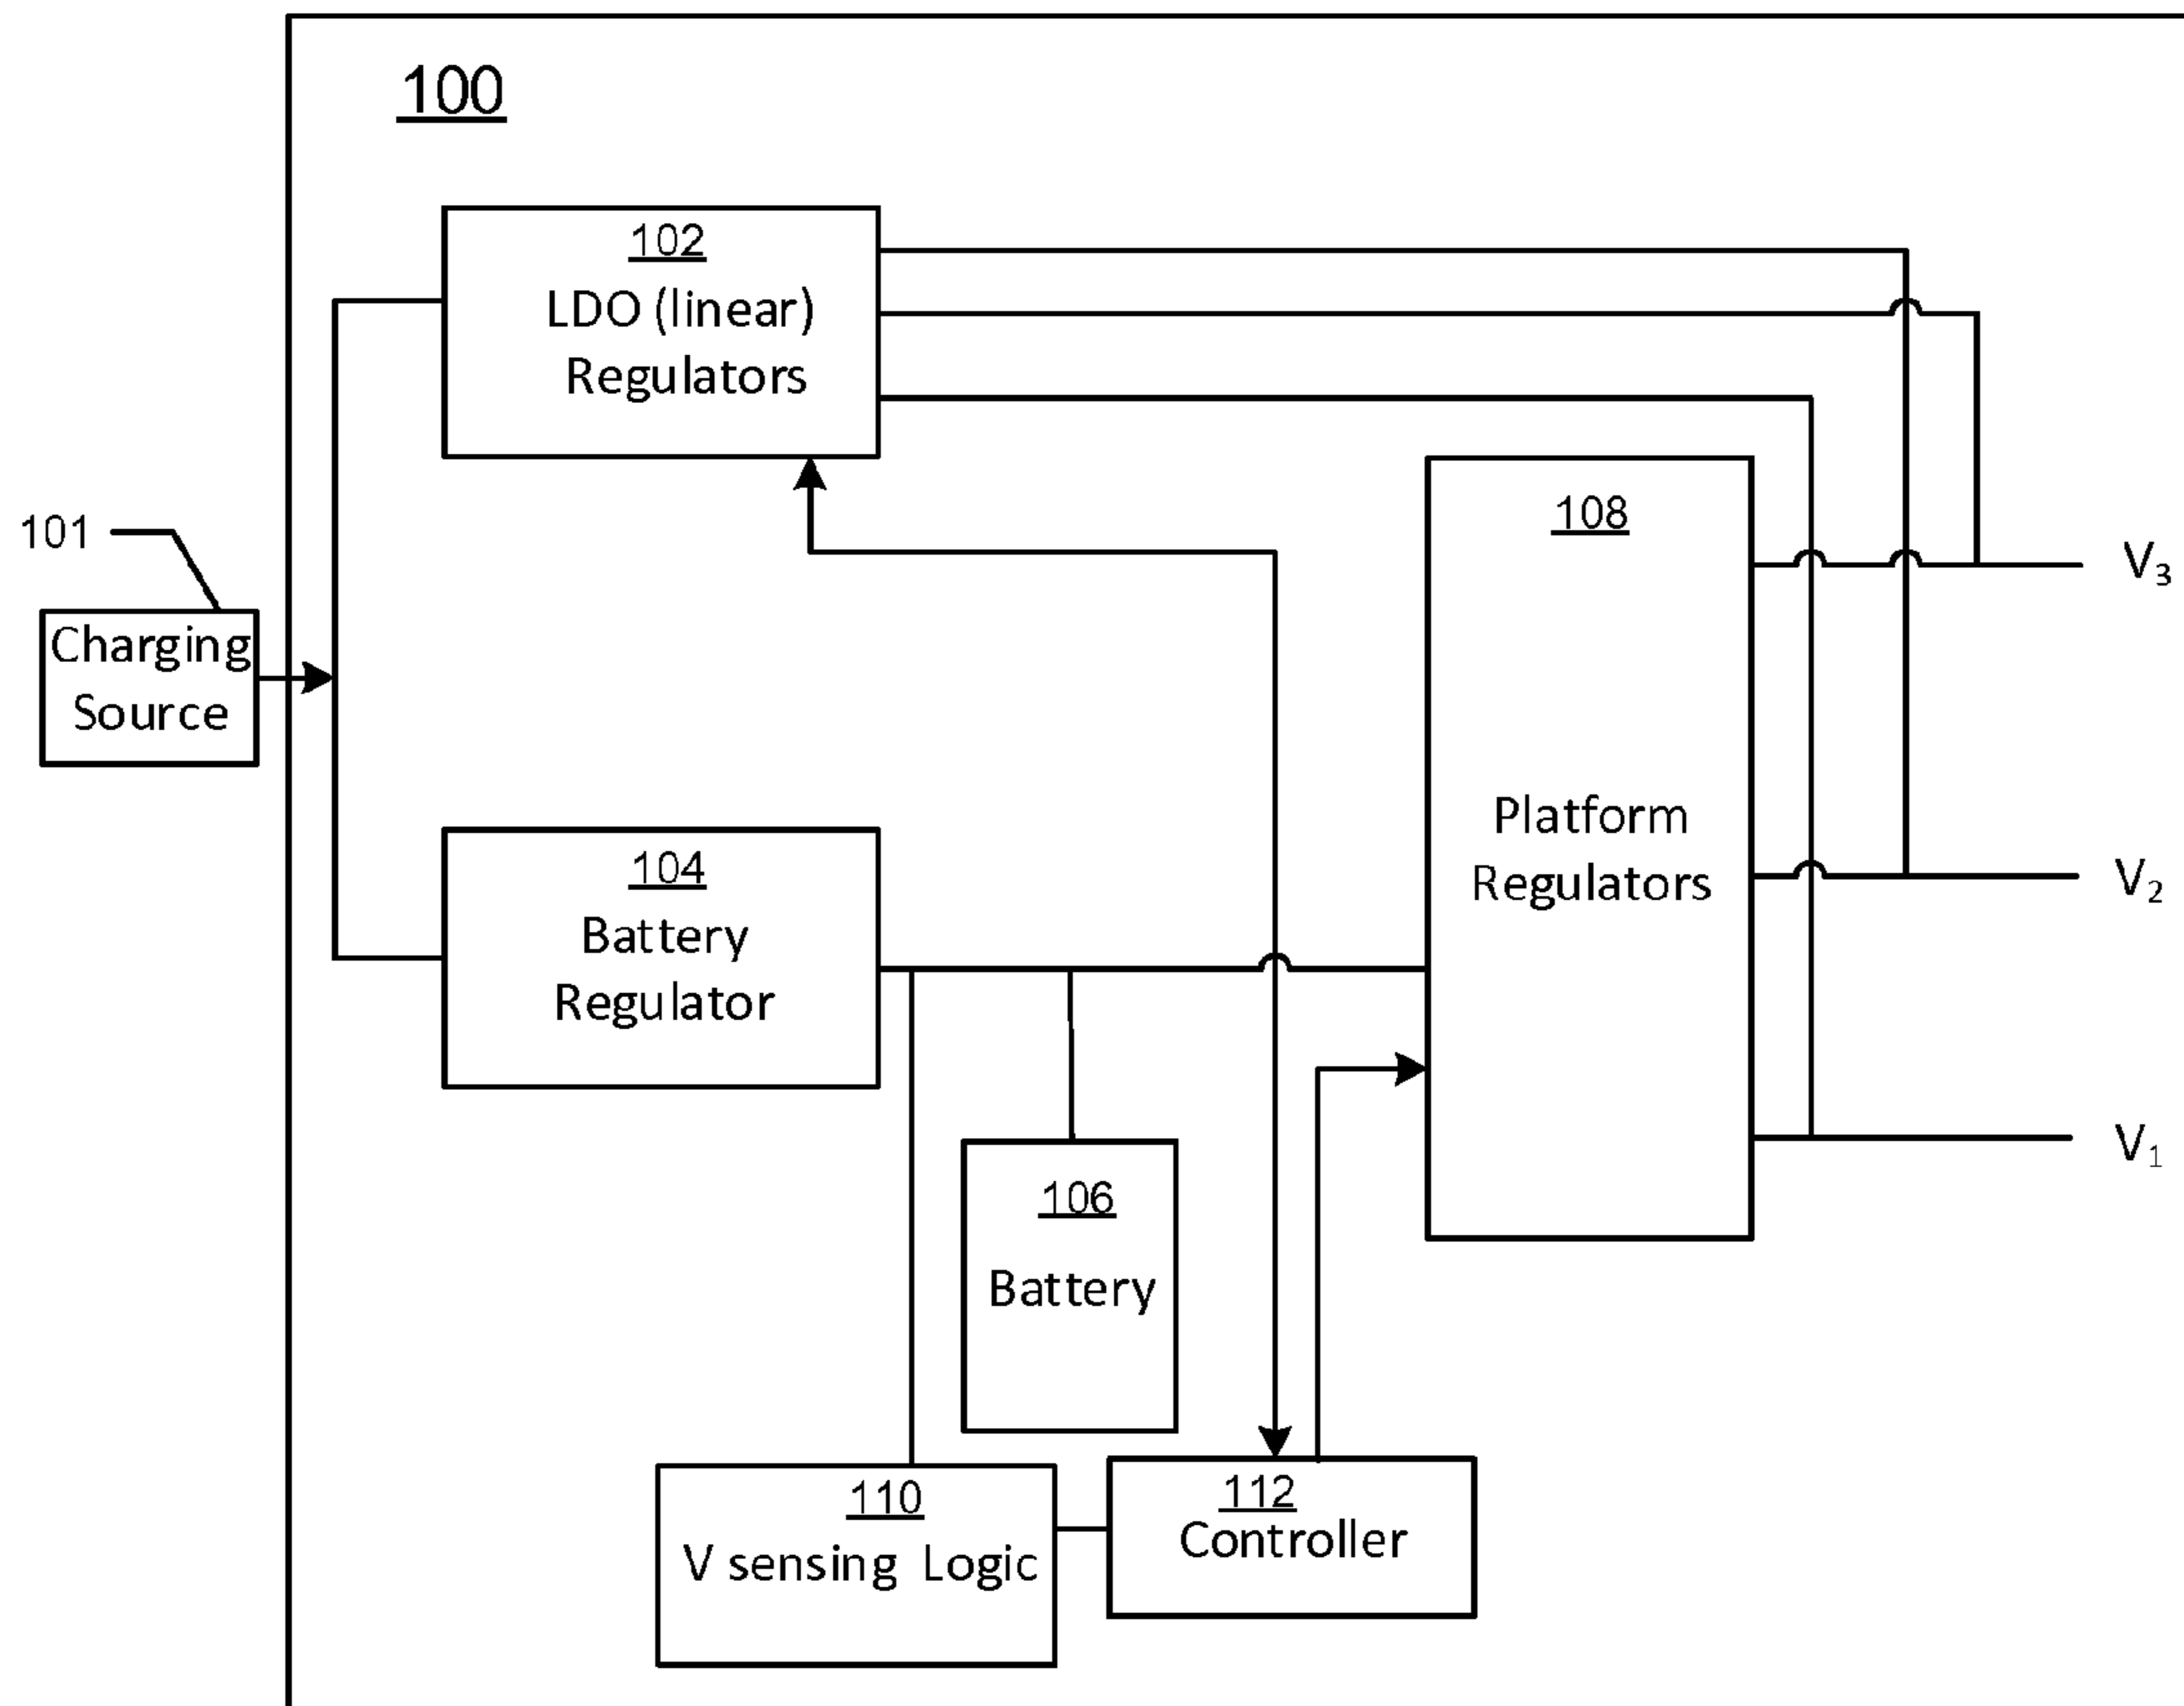 100
102
LDO (linear)
Regulators
101
108
V3
Charging
Source
Platform
Regulators
104
Battery
Regulator
V2
106
Battery
V1
110
V sensing Logic
112
Controller